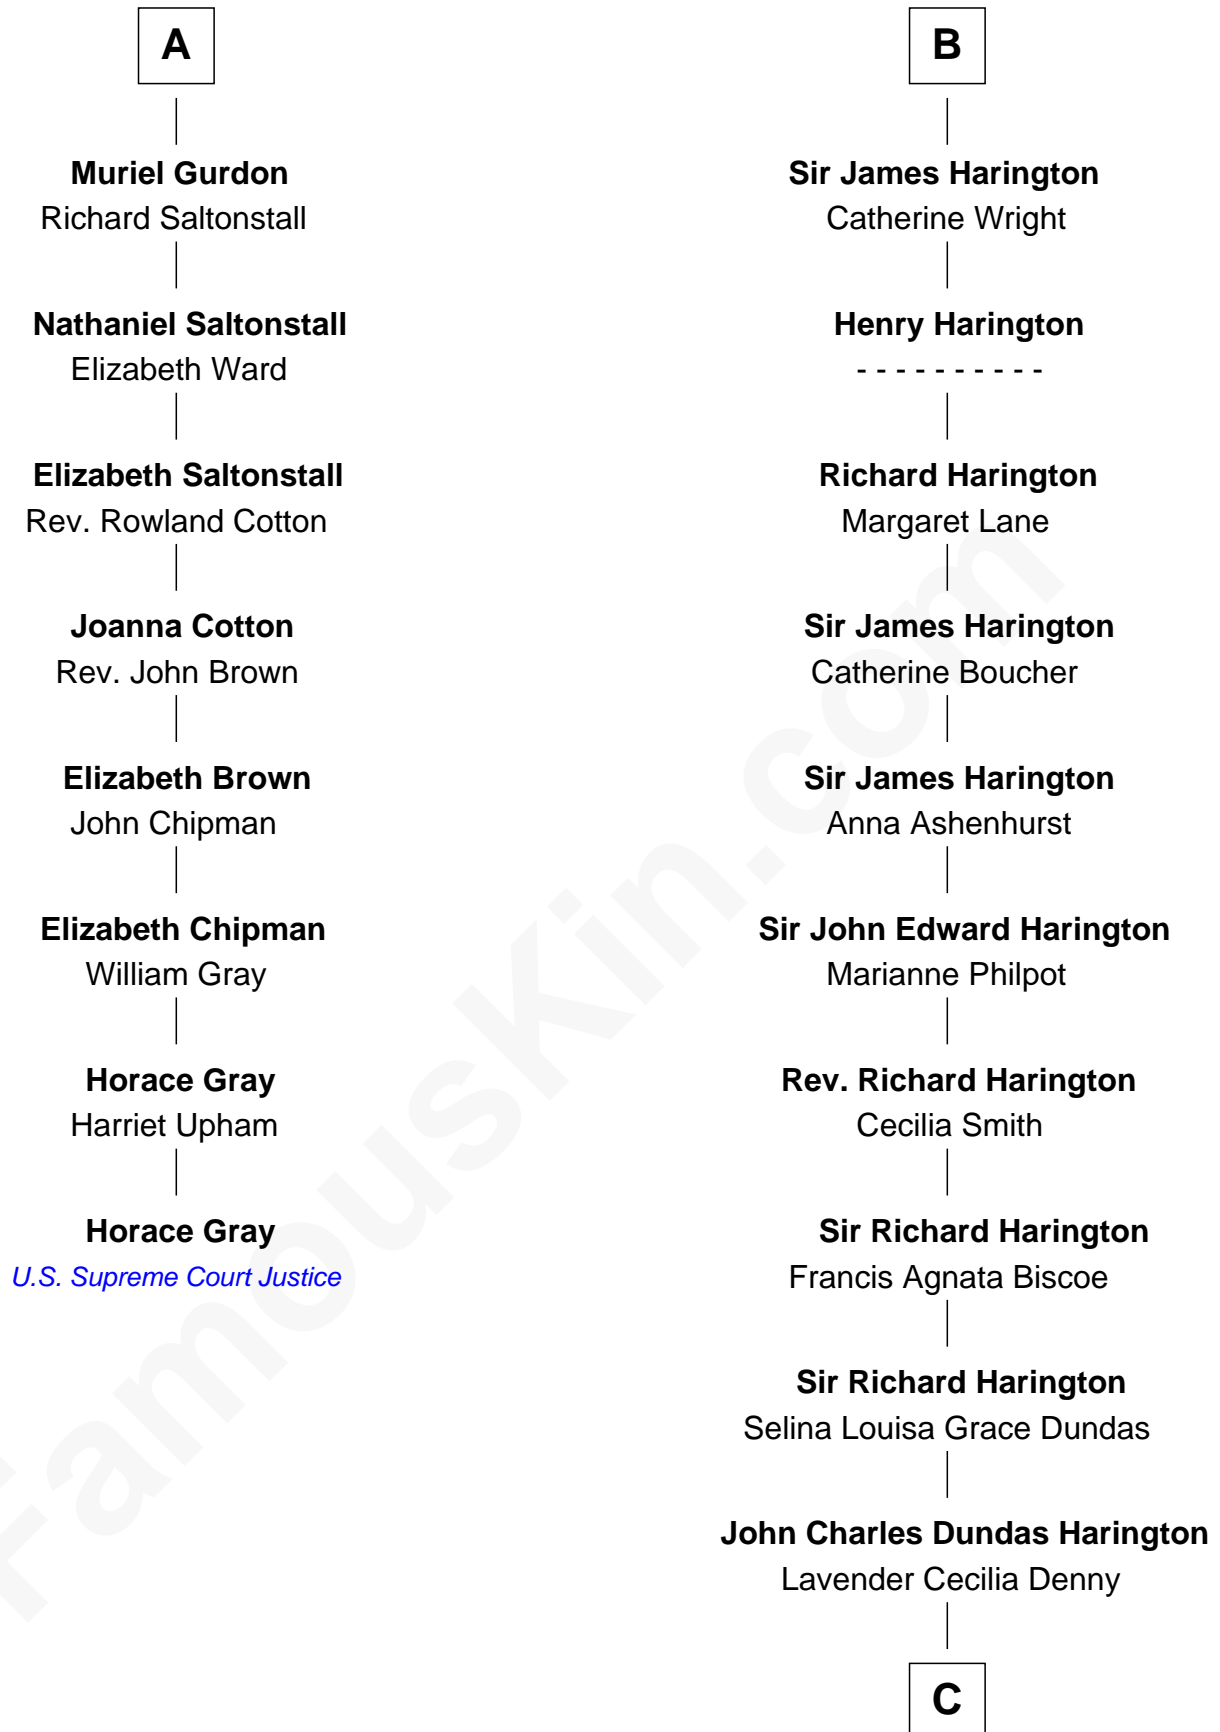 A
Muriel Gurdon
Richard Saltonstall
Nathaniel Saltonstall
Elizabeth Ward
Elizabeth Saltonstall
Rev. Rowland Cotton
Joanna Cotton
Rev. John Brown
Elizabeth Brown
John Chipman
Elizabeth Chipman
William Gray
Horace Gray
Harriet Upham
Horace Gray
U.S. Supreme Court Justice
B
Sir James Harington
Catherine Wright
Henry Harington
- - - - - - - - - -
Richard Harington
Margaret Lane
Sir James Harington
Catherine Boucher
Sir James Harington
Anna Ashenhurst
Sir John Edward Harington
Marianne Philpot
Rev. Richard Harington
Cecilia Smith
Sir Richard Harington
Francis Agnata Biscoe
Sir Richard Harington
Selina Louisa Grace Dundas
John Charles Dundas Harington
Lavender Cecilia Denny
C
FamousKin.com